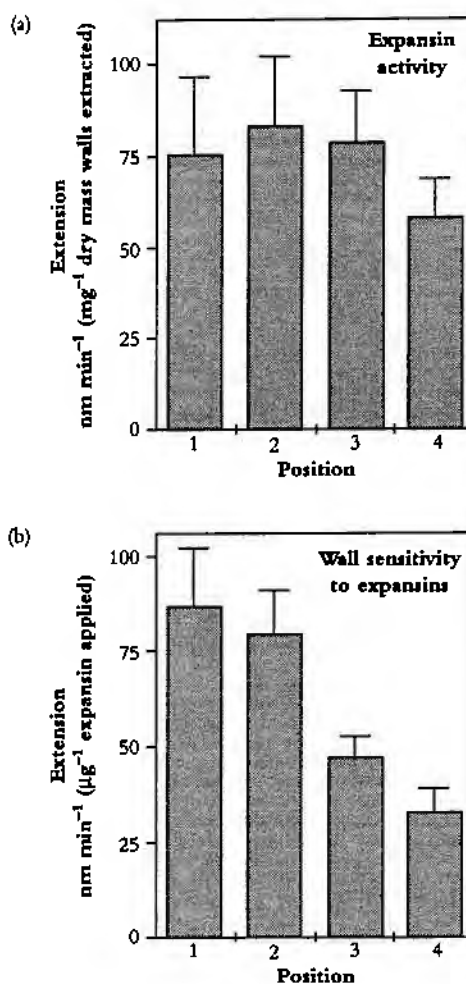 (a)
Expansin
activity
Extension
nm min⁻¹ (mg⁻¹ dry mass walls extracted)
100
75
50
25
0
1 2 3 4
Position
(b)
Wall sensitivity
to expansins
Extension
nm min⁻¹ (µg⁻¹ expansin applied)
100
75
50
25
0
1 2 3 4
Position